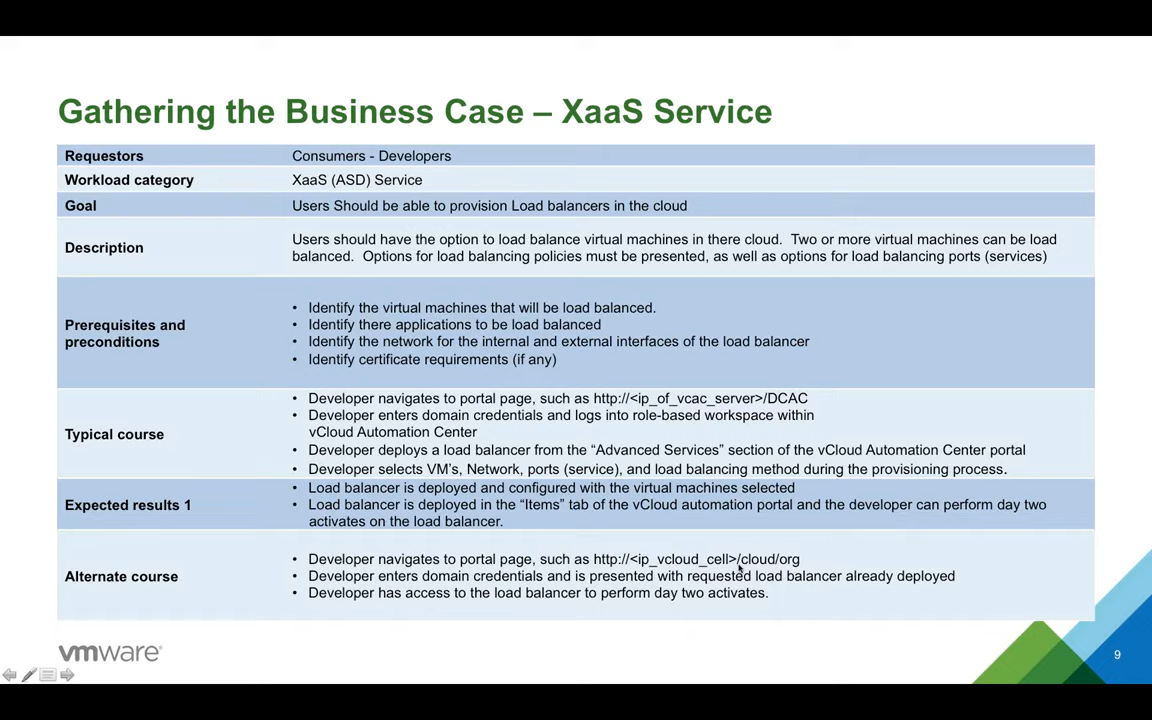 Gathering the Business Case – XaaS Service
Requestors
Consumers - Developers
Workload category
XaaS (ASD) Service
Goal
Users Should be able to provision Load balancers in the cloud
Description
Users should have the option to load balance virtual machines in there cloud.  Two or more virtual machines can be load
balanced.  Options for load balancing policies must be presented, as well as options for load balancing ports (services)
Prerequisites and
preconditions
• Identify the virtual machines that will be load balanced.
• Identify there applications to be load balanced
• Identify the network for the internal and external interfaces of the load balancer
• Identify certificate requirements (if any)
Typical course
• Developer navigates to portal page, such as http://<ip_of_vcac_server>/DCAC
• Developer enters domain credentials and logs into role-based workspace within
vCloud Automation Center
• Developer deploys a load balancer from the “Advanced Services” section of the vCloud Automation Center portal
• Developer selects VM’s, Network, ports (service), and load balancing method during the provisioning process.
Expected results 1
• Load balancer is deployed and configured with the virtual machines selected
• Load balancer is deployed in the “Items” tab of the vCloud automation portal and the developer can perform day two
activates on the load balancer.
Alternate course
• Developer navigates to portal page, such as http://<ip_vcloud_cell>/cloud/org
• Developer enters domain credentials and is presented with requested load balancer already deployed
• Developer has access to the load balancer to perform day two activates.
vmware®
9